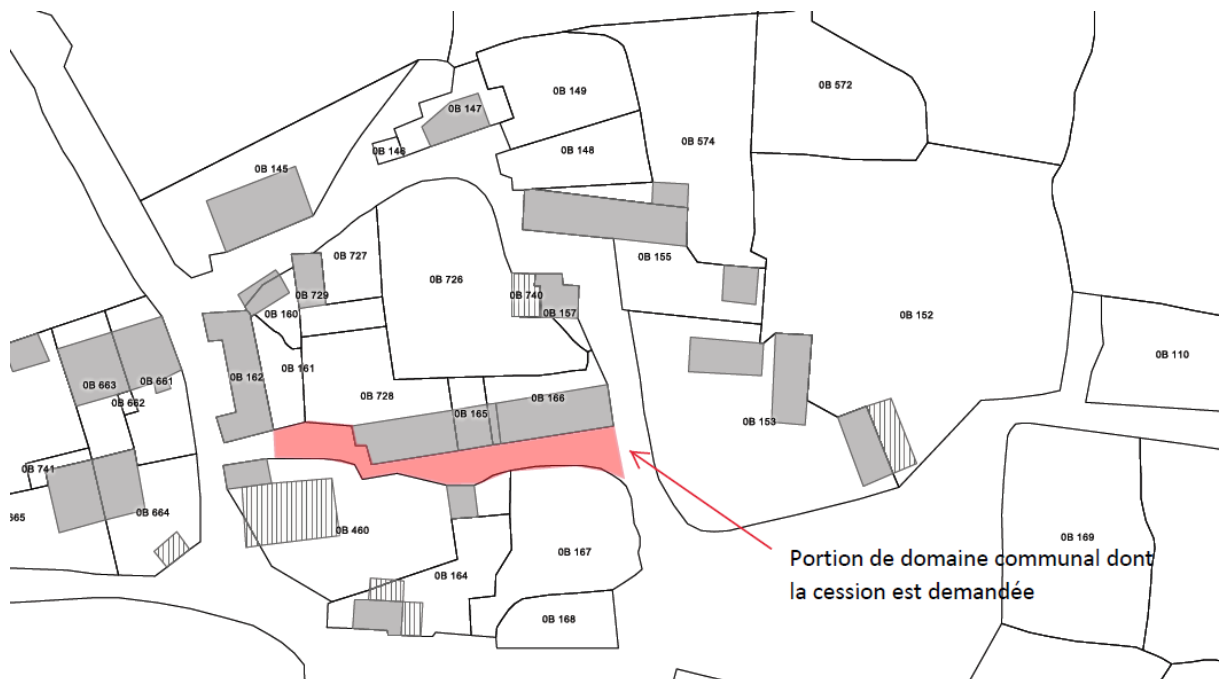 0B 572
0B 149
0B 147
0B 574
0B 148
0B 146
0B 145
0B 727
0B 155
0B 726
0B 729
0B 740
0B 160
0B 157
0B 152
0B 110
0B 161
0B 162
0B 663
0B 661
0B 728
0B 166
0B 662
0B 165
0B 153
0B 741
665
0B 664
0B 460
0B 169
0B 167
0B 164
0B 168
Portion de domaine communal dont
la cession est demandée